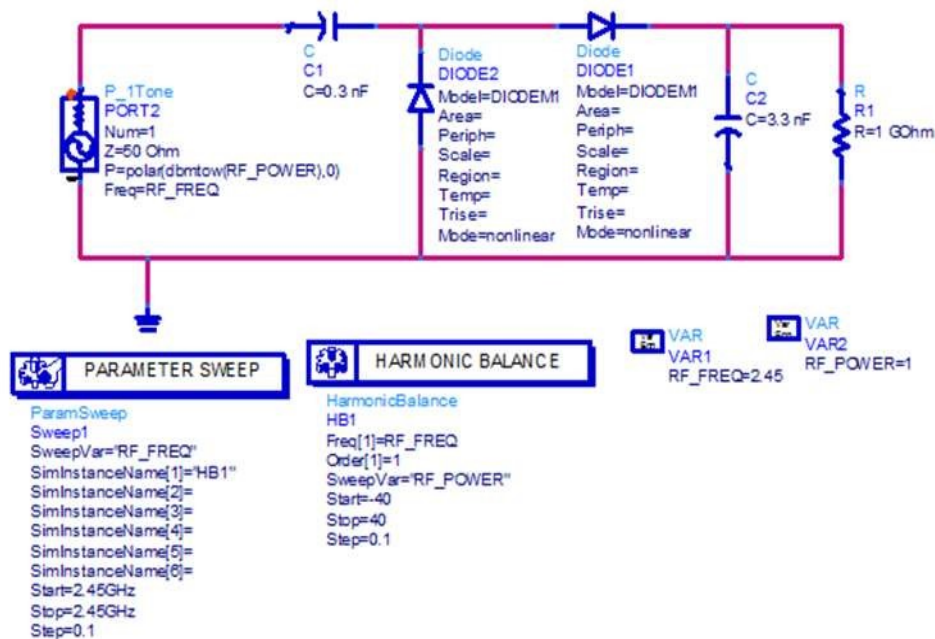 P_1Tone
PORT2
Num=1
Z=50 Ohm
P=polar(dbmtow(RF_POWER),0)
Freq=RF_FREQ
C
C1
C=0.3 nF
Diode
DIODE2
Model=DIODEM1
Area=
Periph=
Scale=
Region=
Temp=
Trise=
Mode=nonlinear
Diode
DIODE1
Model=DIODEM1
Area=
Periph=
Scale=
Region=
Temp=
Trise=
Mode=nonlinear
C
C2
C=3.3 nF
R
R1
R=1 GOhm
PARAMETER SWEEP
ParamSweep
Sweep1
SweepVar="RF_FREQ"
SimInstanceName[1]="HB1"
SimInstanceName[2]=
SimInstanceName[3]=
SimInstanceName[4]=
SimInstanceName[5]=
SimInstanceName[6]=
Start=2.45GHz
Stop=2.45GHz
Step=0.1
HARMONIC BALANCE
HarmonicBalance
HB1
Freq[1]=RF_FREQ
Order[1]=1
SweepVar="RF_POWER"
Start=-40
Stop=40
Step=0.1
VAR
VAR1
RF_FREQ=2.45
VAR
VAR2
RF_POWER=1